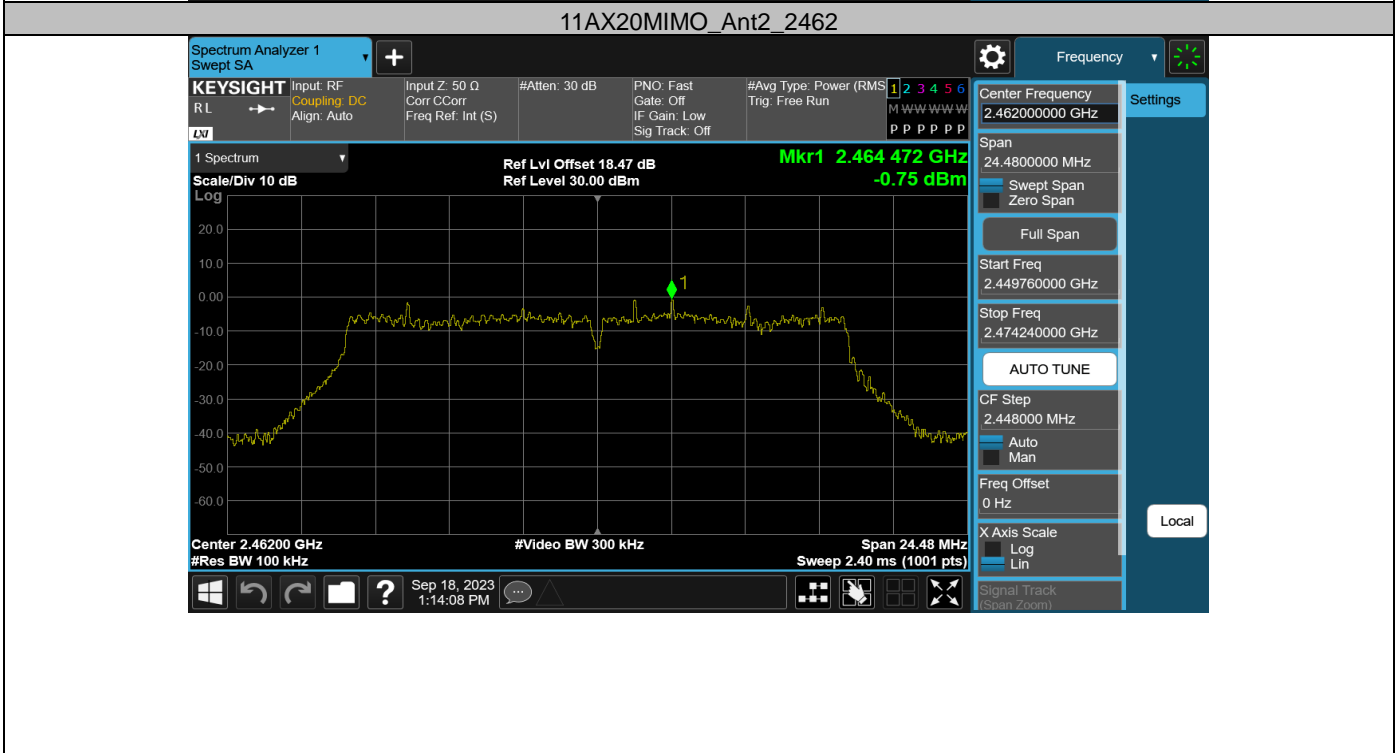 11AX20MIMO_Ant2_2462
Spectrum Analyzer 1
Swept SA
+
Frequency
KEYSIGHT
R L
LXI
Input: RF
Coupling: DC
Align: Auto
Input Z: 50 Ω
Corr CCorr
Freq Ref: Int (S)
#Atten: 30 dB
PNO: Fast
Gate: Off
IF Gain: Low
Sig Track: Off
#Avg Type: Power (RMS
Trig: Free Run
1 2 3 4 5 6
M W W W W W
P P P P P P
1 Spectrum
Scale/Div 10 dB
Log
Ref Lvl Offset 18.47 dB
Ref Level 30.00 dBm
Mkr1 2.464 472 GHz
-0.75 dBm
20.0
10.0
0.00
-10.0
-20.0
-30.0
-40.0
-50.0
-60.0
1
Center 2.46200 GHz
#Res BW 100 kHz
#Video BW 300 kHz
Span 24.48 MHz
Sweep 2.40 ms (1001 pts)
Center Frequency
2.462000000 GHz
Settings
Span
24.4800000 MHz
Swept Span
Zero Span
Full Span
Start Freq
2.449760000 GHz
Stop Freq
2.474240000 GHz
AUTO TUNE
CF Step
2.448000 MHz
Auto
Man
Freq Offset
0 Hz
X Axis Scale
Log
Lin
Local
Signal Track
(Span Zoom)
?
Sep 18, 2023
1:14:08 PM